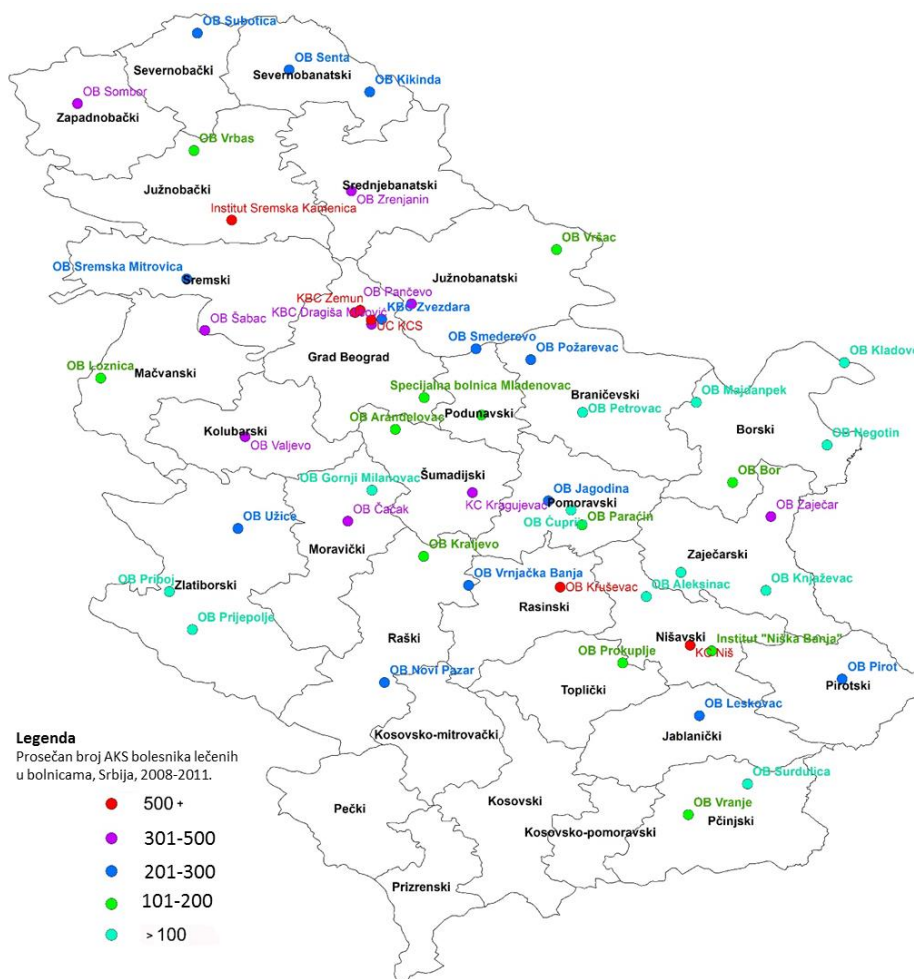 OB Subotica
Severnobački
OB Senta
Severnobanatski
OB Kikinda
OB Sombor
Zapadnobački
OB Vrbas
Južnobački
Srednjebanatski
OB Zrenjanin
Institut Sremska Kamenica
OB Vršac
OB Sremska Mitrovica
Sremski
Južnobanatski
OB Pančevo
KBC Zemun
KBC Zvezdara
KBC Dragiša
UC KCS
OB Šabac
OB Smederevo
OB Požarevac
OB Kladovo
Grad Beograd
OB Loznica
Mačvanski
Specijalna bolnica Mladenovac
Braničevski
OB Majdanpek
OB Petrovac
Podunavski
OB Aranđelovac
Borski
Kolubarski
OB Valjevo
OB Negotin
OB Gornji Milanovac
Šumadijski
OB Bor
KC Kragujevac
OB Jagodina
Pomoravski
OB Čačak
OB Ćuprija
OB Paraćin
OB Zaječar
OB Užice
Moravički
OB Kraljevo
Zaječarski
OB Priboj
Zlatiborski
OB Vrnjačka Banja
OB Kruševac
Rasinski
OB Aleksinac
OB Knjaževac
OB Prijepolje
Raški
Nišavski
Institut "Niška Banja"
KC Niš
OB Prokuplje
OB Pirot
Pirotski
OB Novi Pazar
Toplički
OB Leskovac
Jablanički
Kosovsko-mitrovački
OB Surdulica
Pećki
Kosovski
OB Vranje
Pčinjski
Kosovsko-pomoravski
Prizrenski
Legenda
Prosečan broj AKS bolesnika lečenih
u bolnicama, Srbija, 2008-2011.
500 +
301-500
201-300
101-200
> 100